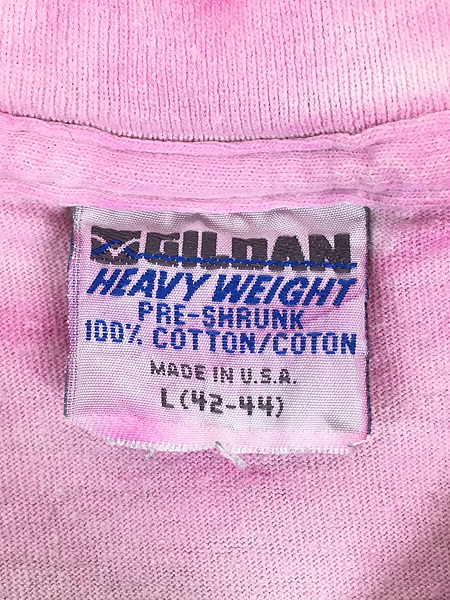 GILDAN
HEAVY WEIGHT
PRE-SHRUNK
100% COTTON/COTON
MADE IN U.S.A.
L (42-44)